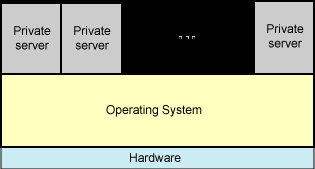 Private
server
Private
server
...
Private
server
Operating System
Hardware